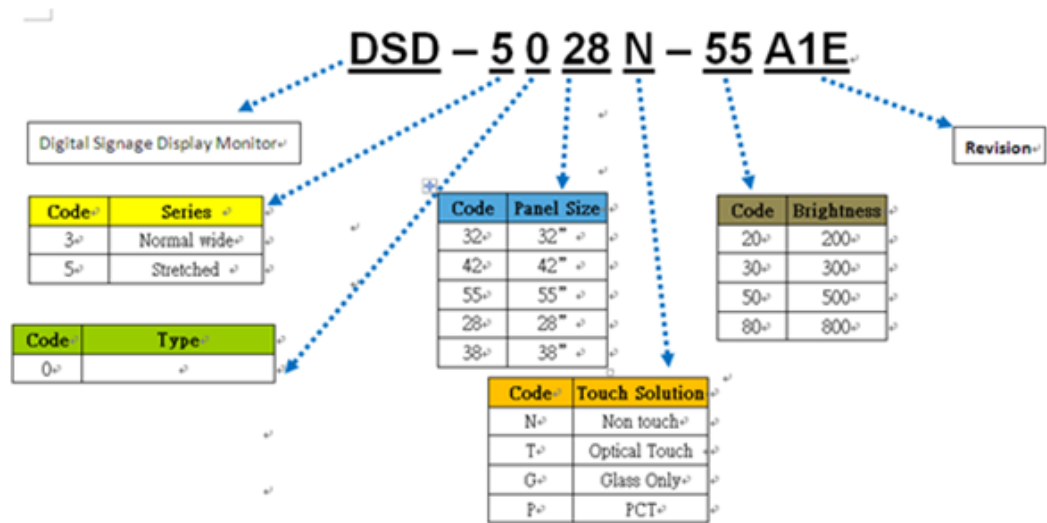 DSD – 5 0 28 N – 55 A1E
Digital Signage Display Monitor
Revision
Code Series
3 Normal wide
5 Stretched
Code Type
0
Code Panel Size
32 32”
42 42”
55 55”
28 28”
38 38”
Code Touch Solution
N Non touch
T Optical Touch
G Glass Only
P PCT
Code Brightness
20 200
30 300
50 500
80 800